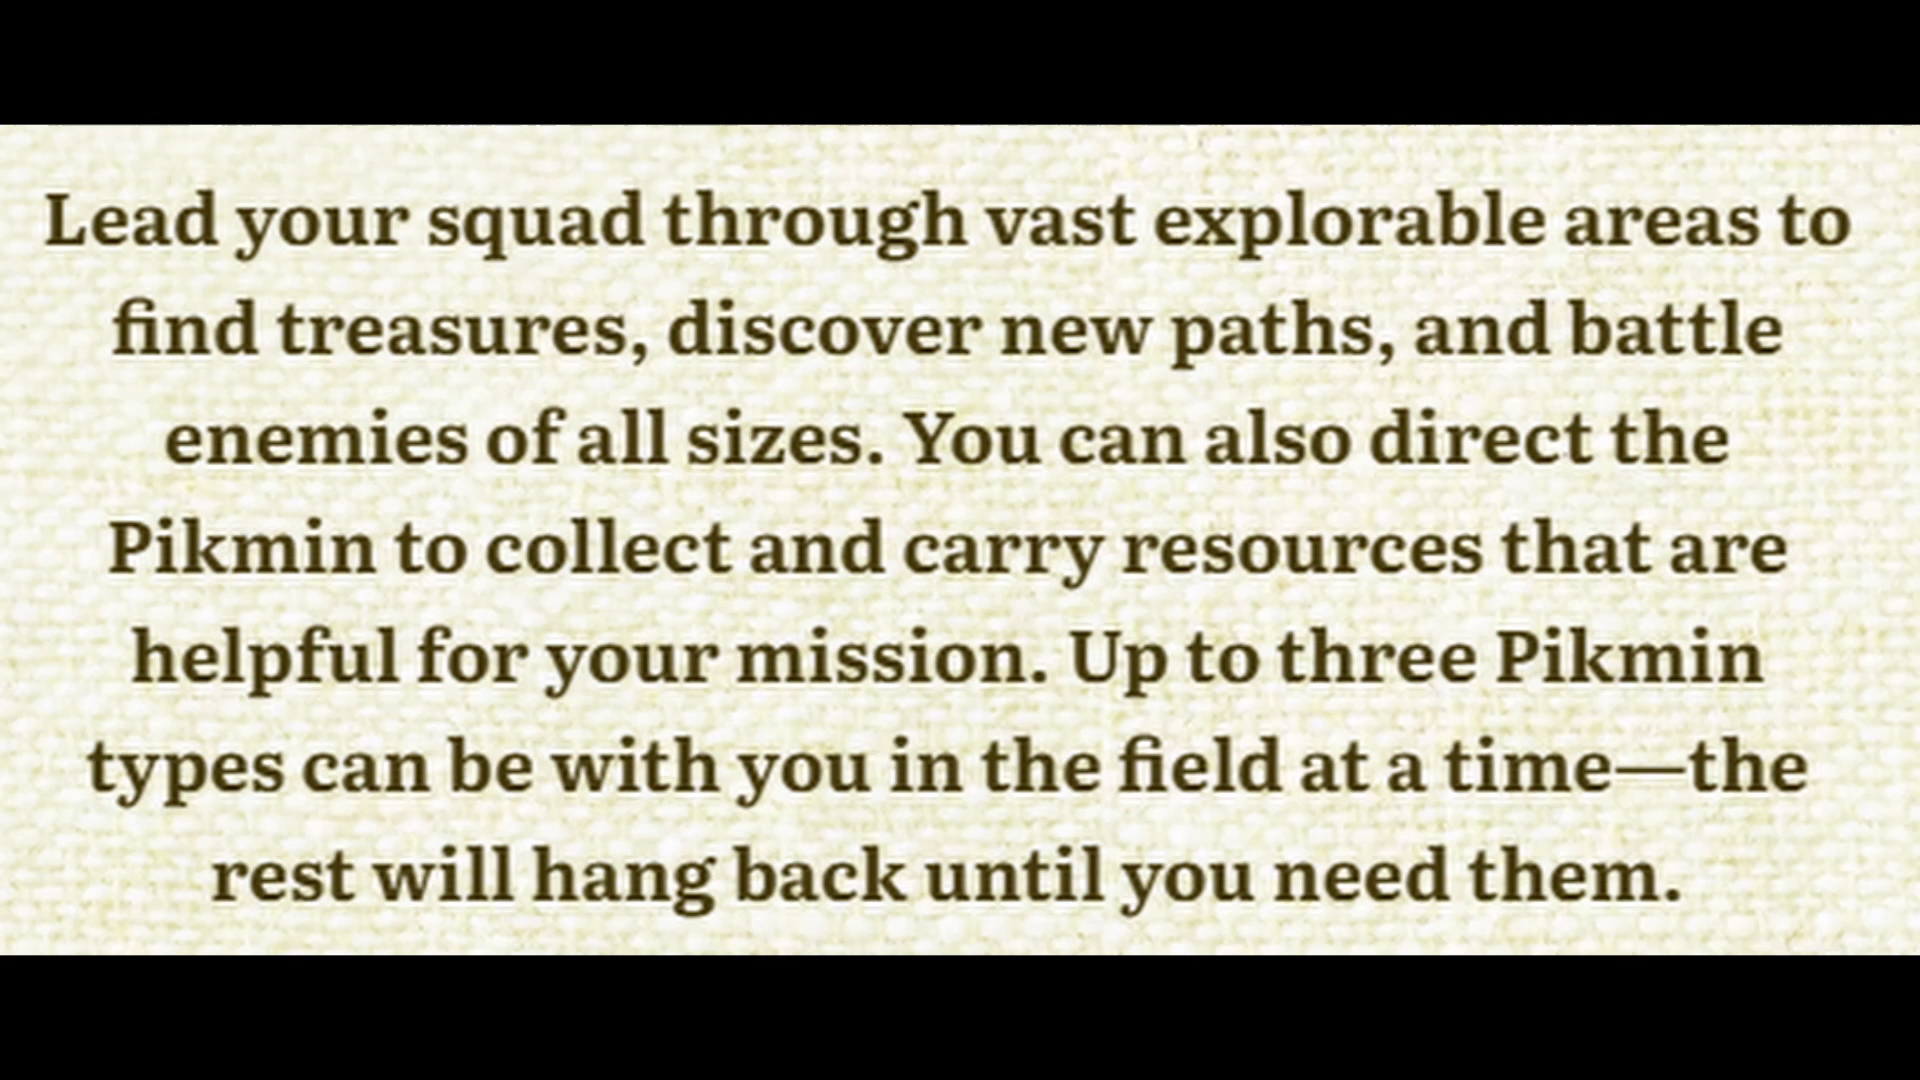 Lead your squad through vast explorable areas to
find treasures, discover new paths, and battle
enemies of all sizes. You can also direct the
Pikmin to collect and carry resources that are
helpful for your mission. Up to three Pikmin
types can be with you in the field at a time—the
rest will hang back until you need them.